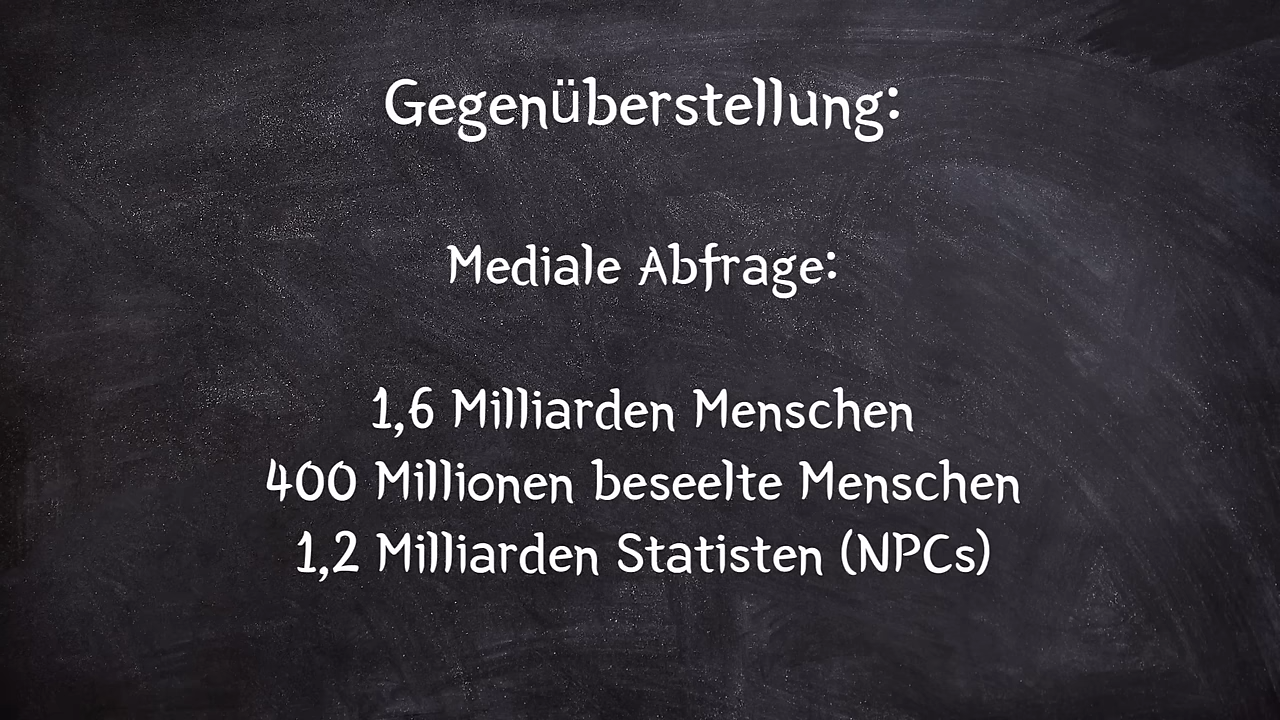 Gegenüberstellung:
Mediale Abfrage:
1,6 Milliarden Menschen
400 Millionen beseelte Menschen
1,2 Milliarden Statisten (NPCs)